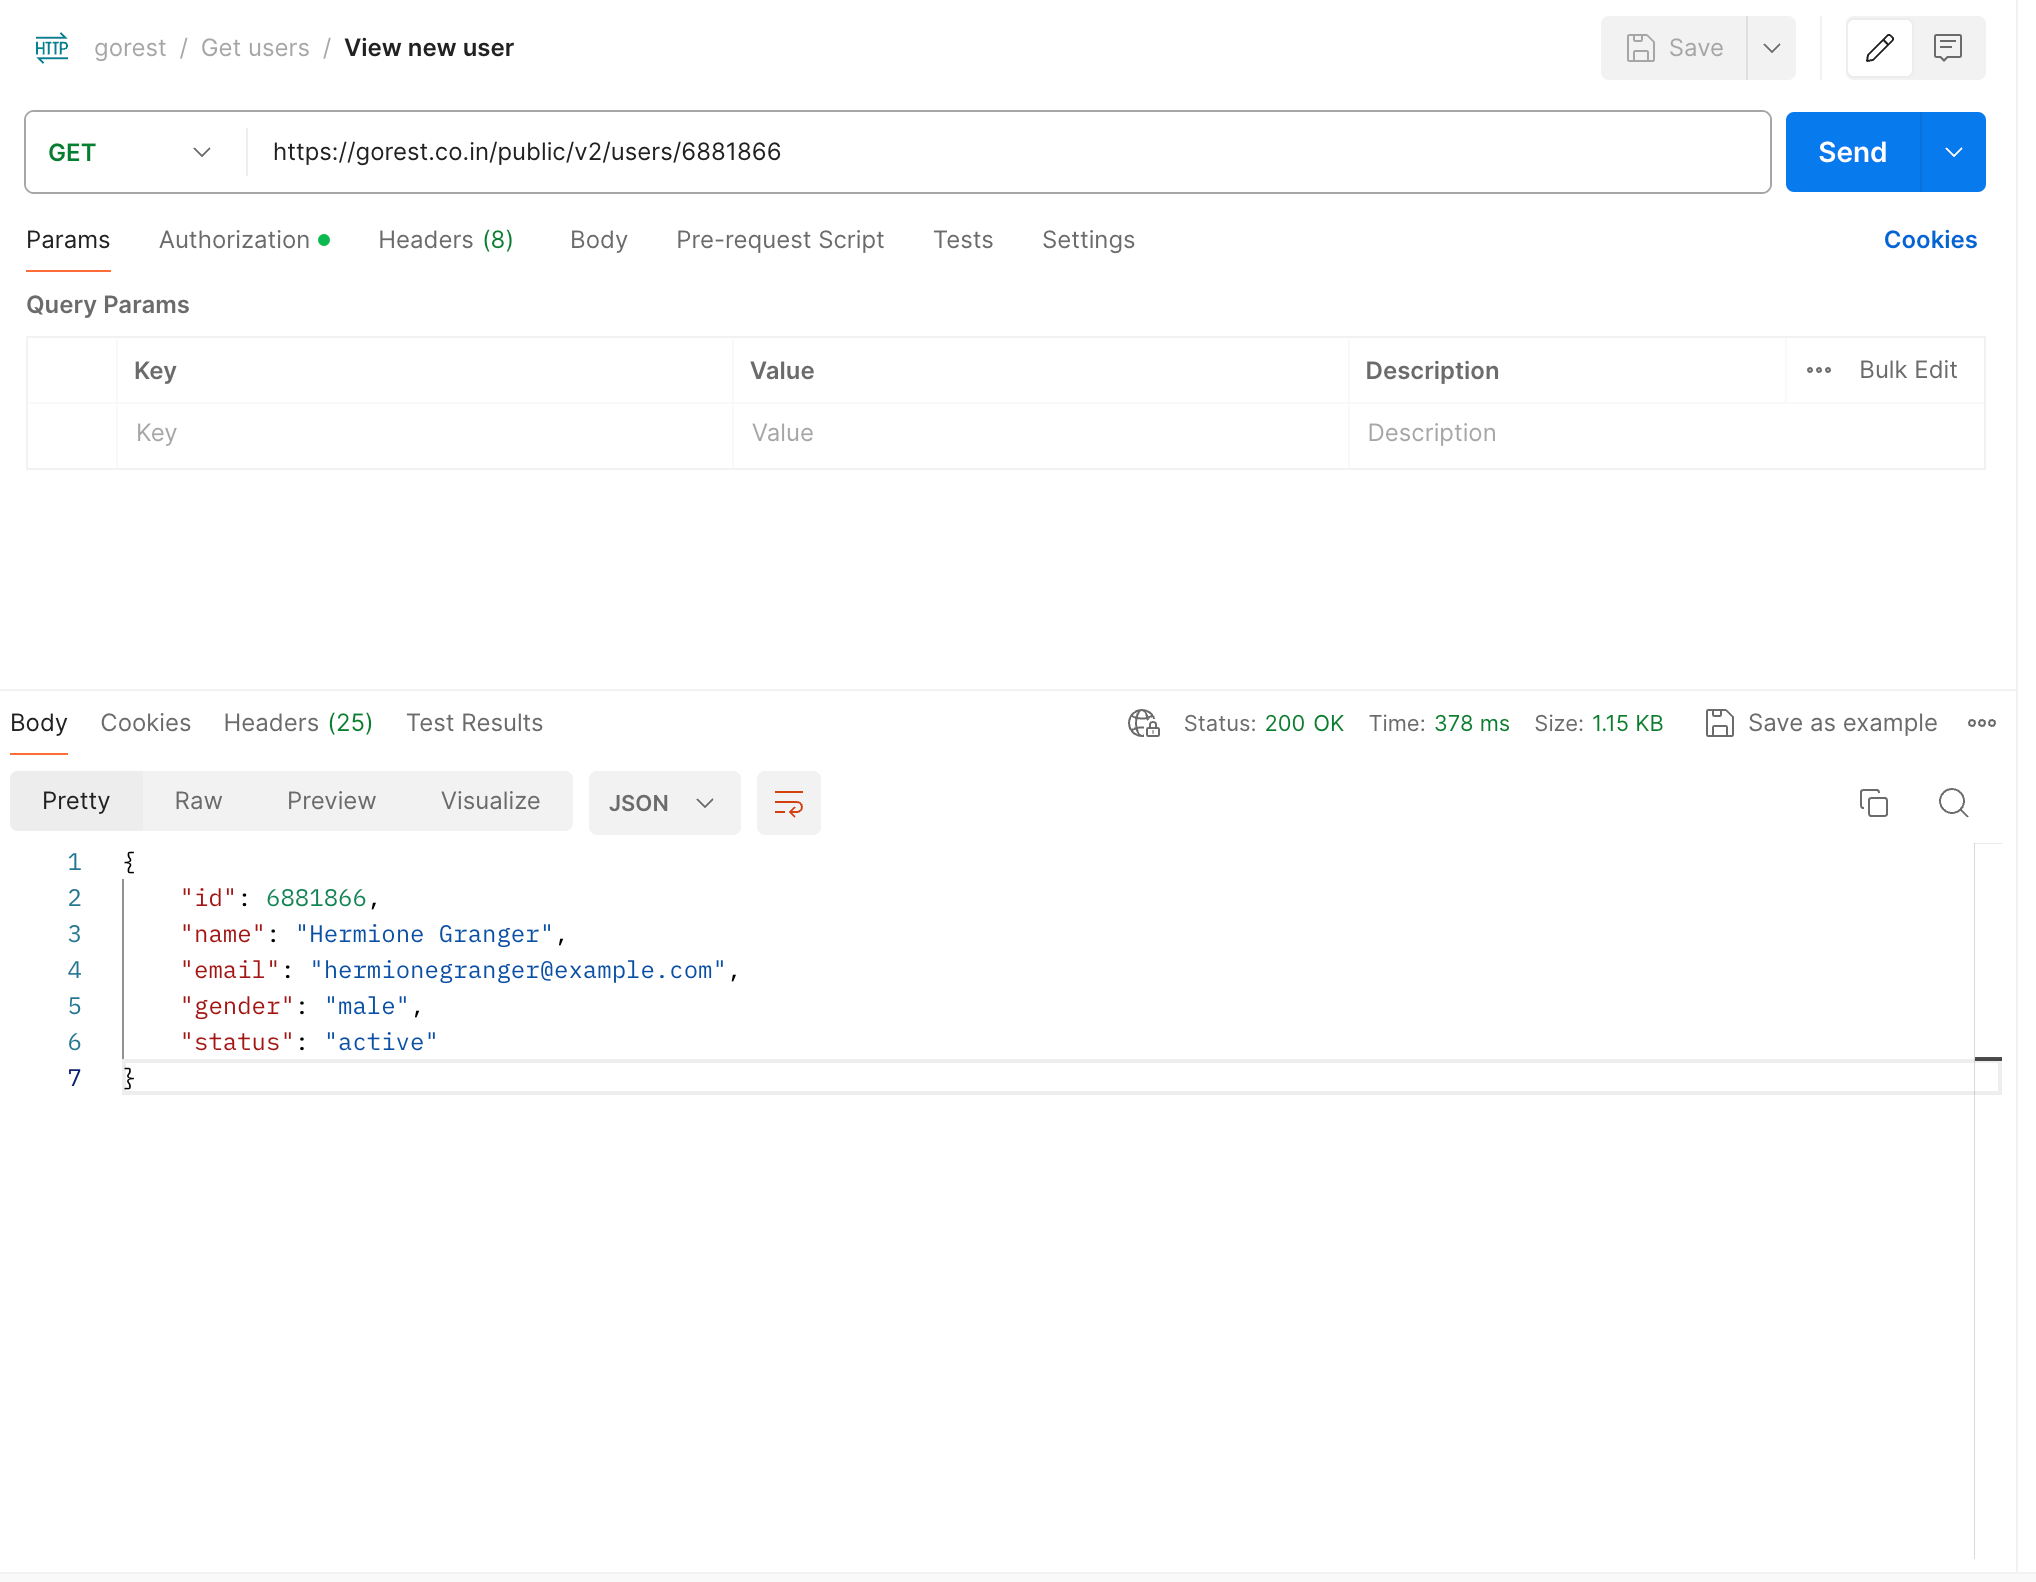 HTTP gorest / Get users / View new user Save
GET https://gorest.co.in/public/v2/users/6881866 Send
Params Authorization Headers (8) Body Pre-request Script Tests Settings Cookies
Query Params
Key Value Description Bulk Edit
Key Value Description
Body Cookies Headers (25) Test Results Status: 200 OK Time: 378 ms Size: 1.15 KB Save as example
Pretty Raw Preview Visualize JSON
1 {
2 "id": 6881866,
3 "name": "Hermione Granger",
4 "email": "hermionegranger@example.com",
5 "gender": "male",
6 "status": "active"
7 }